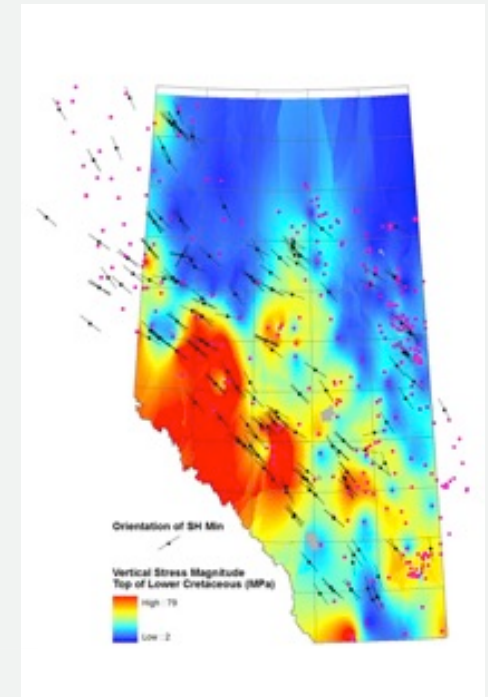 Orientation of SH Min
Vertical Stress Magnitude
Top of Lower Cretaceous (MPa)
High : 79
Low : 2